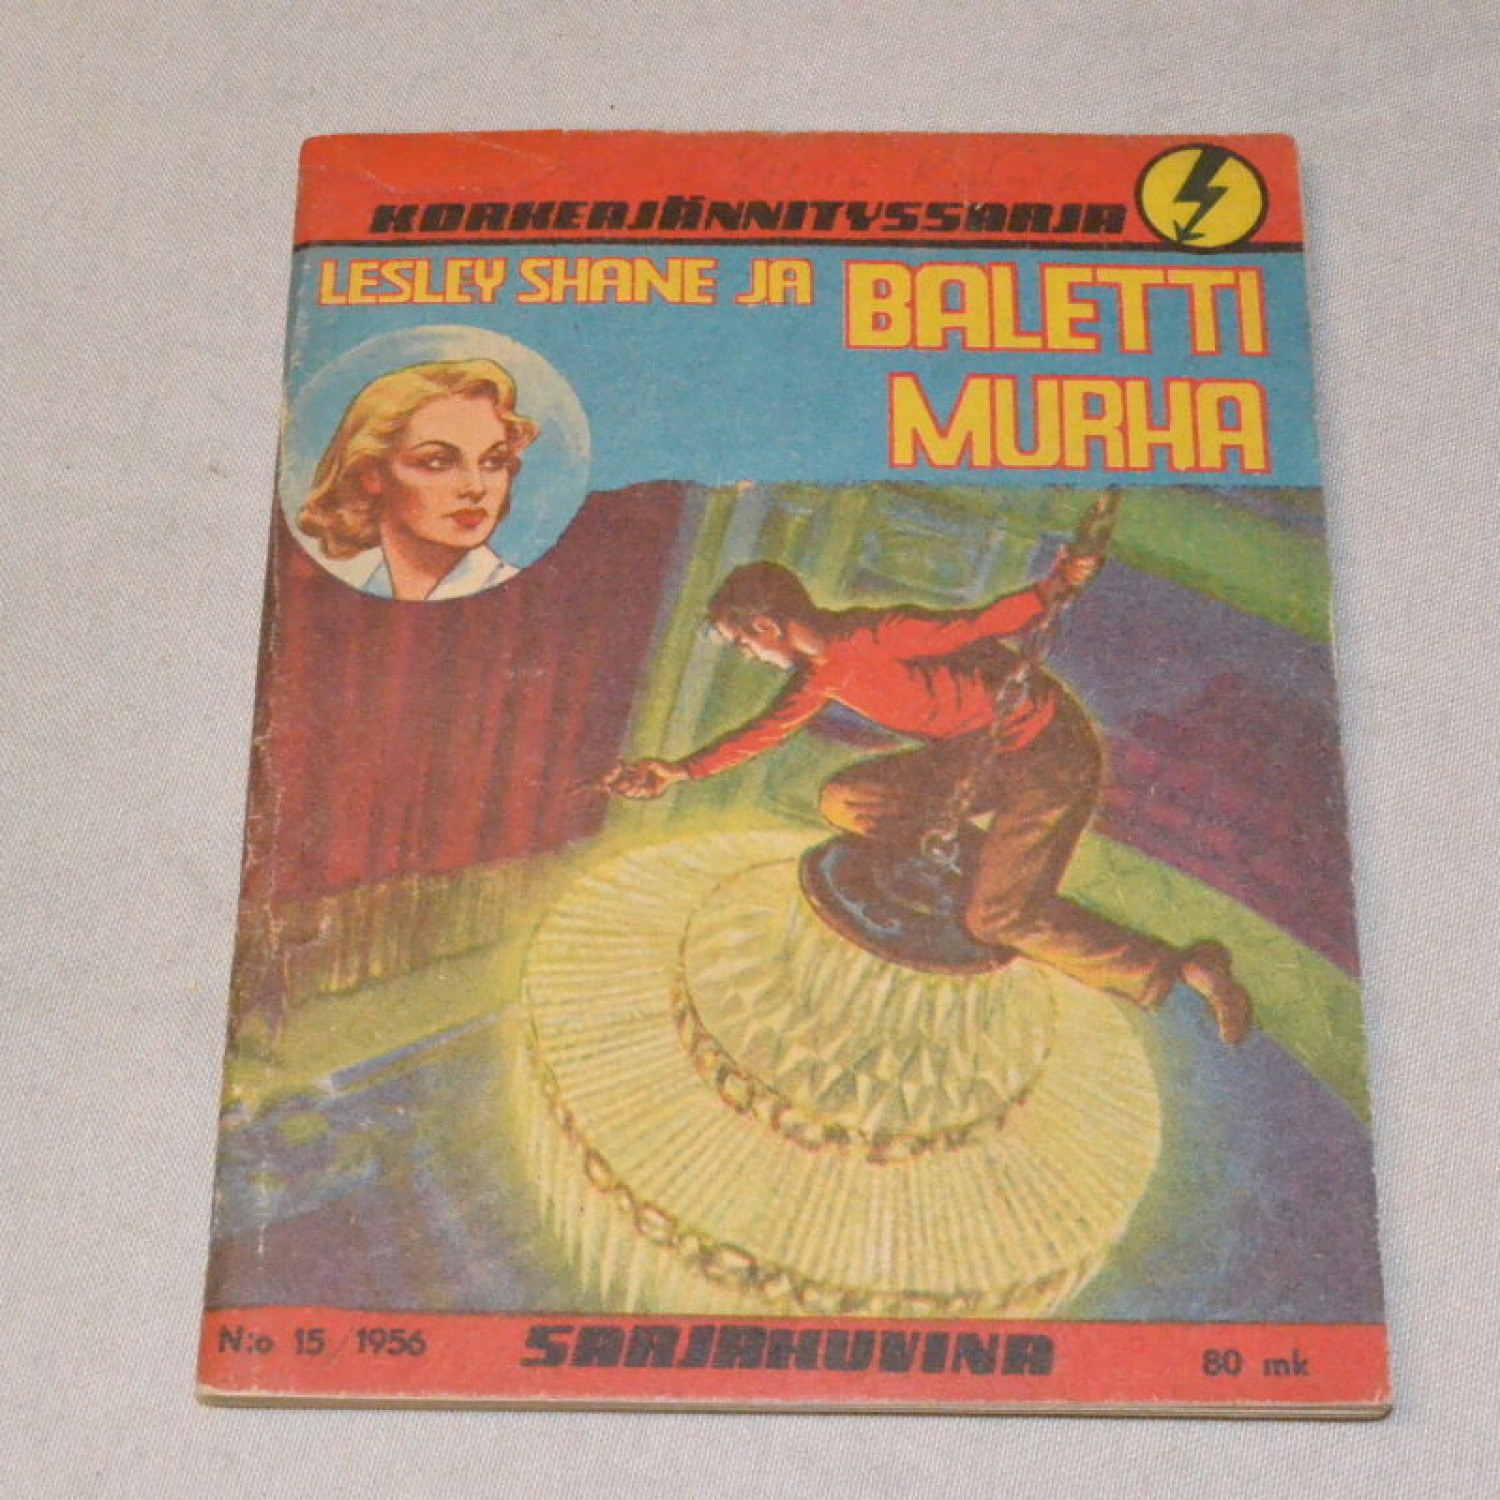 KORKEAJÄNNITYSSARJA
LESLEY SHANE JA BALETTI
MURHA
N:o 15/1956 SARJAKUVINA 80 mk